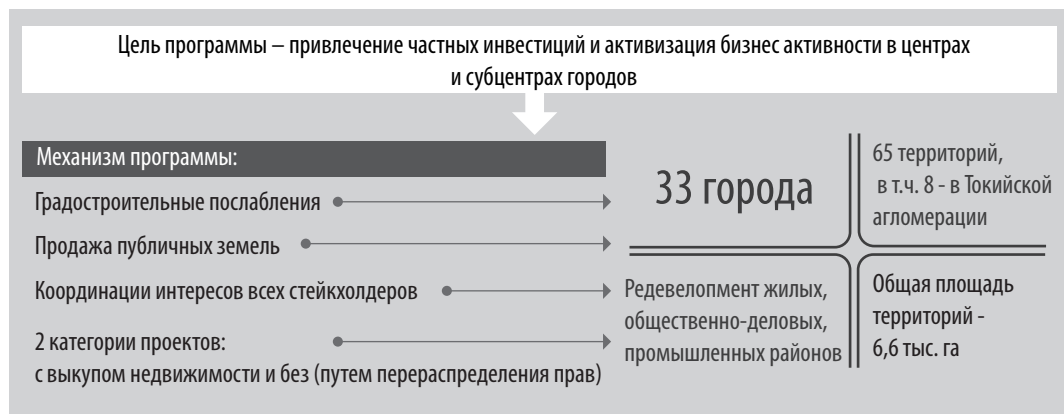 Цель программы – привлечение частных инвестиций и активизация бизнес активности в центрах
и субцентрах городов
Механизм программы:
Градостроительные послабления
Продажа публичных земель
Координации интересов всех стейкхолдеров
2 категории проектов:
с выкупом недвижимости и без (путем перераспределения прав)
33 города
65 территорий,
в т.ч. 8 - в Токийской
агломерации
Редевелопмент жилых,
общественно-деловых,
промышленных районов
Общая площадь
территорий -
6,6 тыс. га